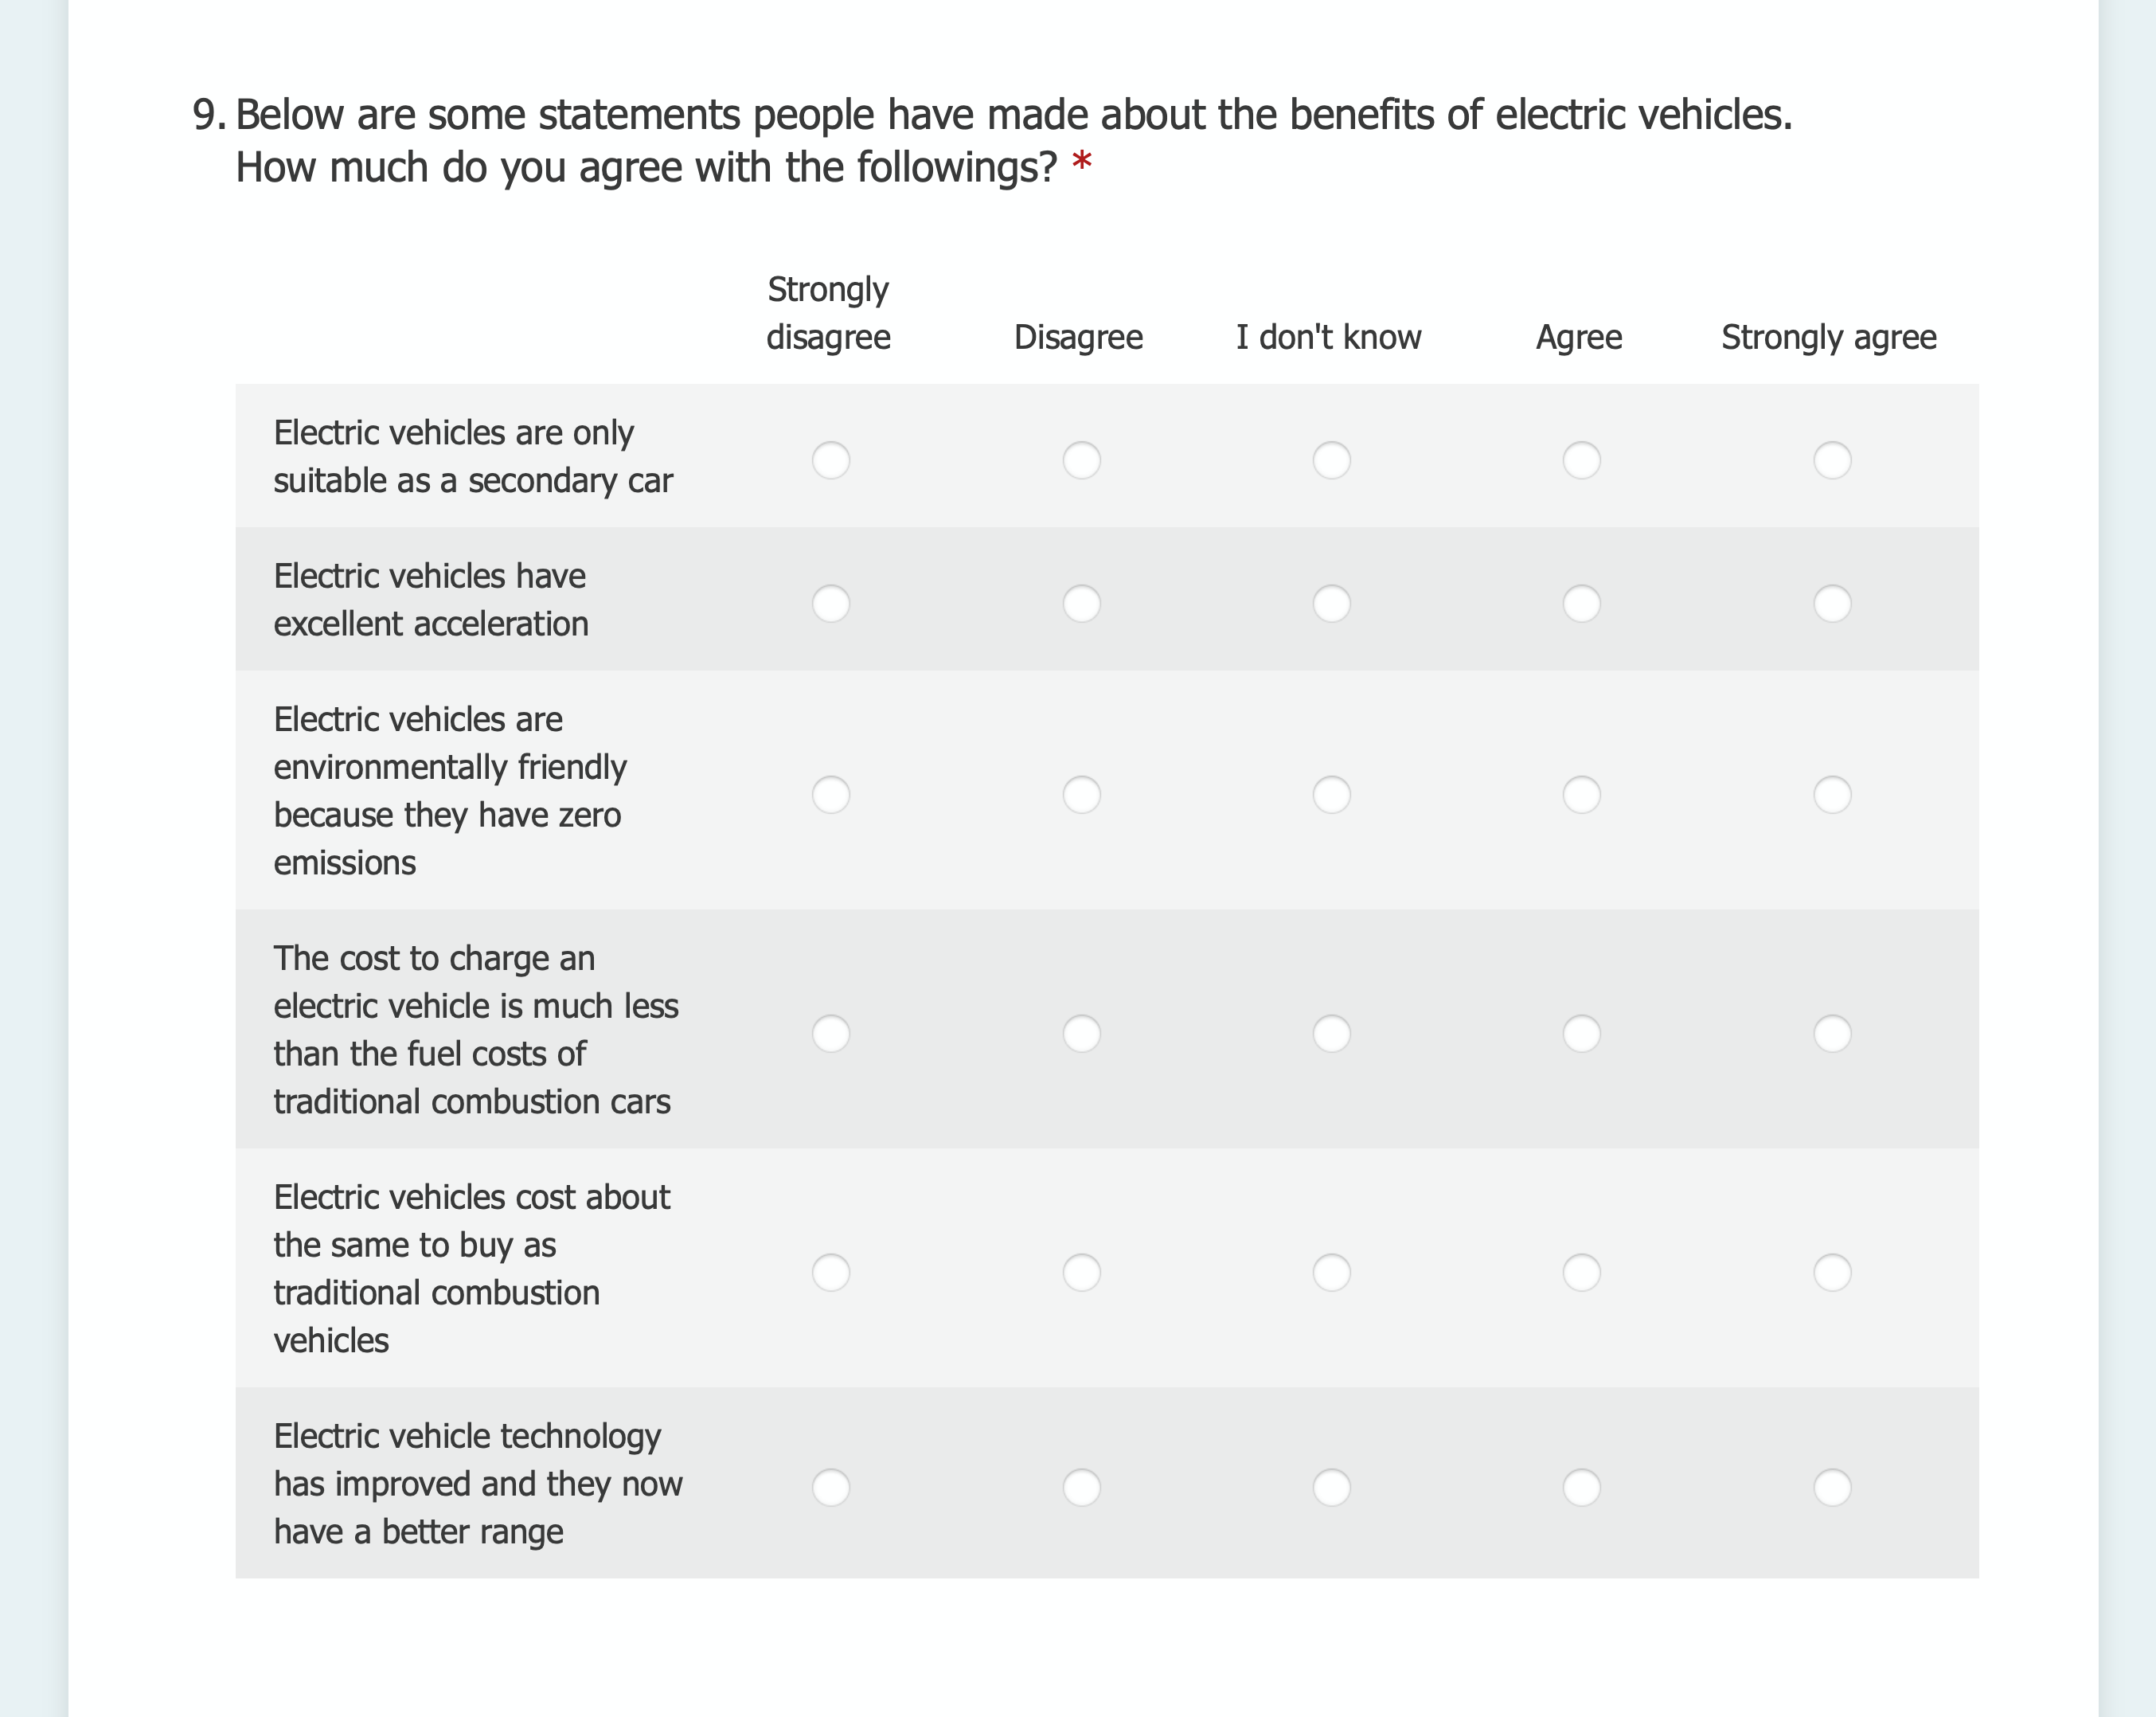 9. Below are some statements people have made about the benefits of electric vehicles.
How much do you agree with the followings? *
Strongly
disagree Disagree I don't know Agree Strongly agree
Electric vehicles are only
suitable as a secondary car
Electric vehicles have
excellent acceleration
Electric vehicles are
environmentally friendly
because they have zero
emissions
The cost to charge an
electric vehicle is much less
than the fuel costs of
traditional combustion cars
Electric vehicles cost about
the same to buy as
traditional combustion
vehicles
Electric vehicle technology
has improved and they now
have a better range